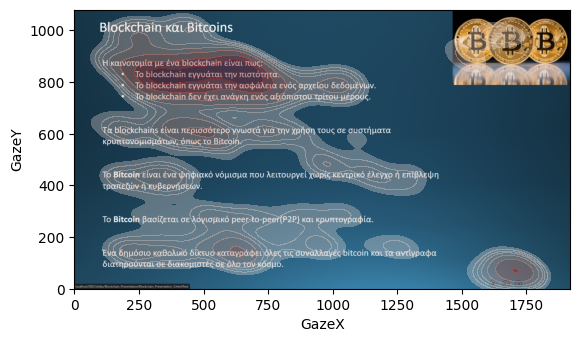 Blockchain και Bitcoins
Η καινοτομία με ένα blockchain είναι πως:
• Το blockchain εγγυάται την πιστότητα.
• Το blockchain εγγυάται την ασφάλεια ενός αρχείου δεδομένων.
• Το blockchain δεν έχει ανάγκη ενός αξιόπιστου τρίτου μέρους.
Τα blockchains είναι περισσότερο γνωστά για την χρήση τους σε συστήματα
κρυπτονομισμάτων, όπως το Bitcoin.
Το Bitcoin είναι ένα ψηφιακό νόμισμα που λειτουργεί χωρίς κεντρικό έλεγχο ή επίβλεψη
τραπεζών ή κυβερνήσεων.
Το Bitcoin βασίζεται σε λογισμικό peer-to-peer(P2P) και κρυπτογραφία.
Ένα δημόσιο καθολικό δίκτυο καταγράφει όλες τις συναλλαγές bitcoin και τα αντίγραφα
διατηρούνται σε διακομιστές σε όλο τον κόσμο.
GazeY
1000
800
600
400
200
0
0 250 500 750 1000 1250 1500 1750
GazeX